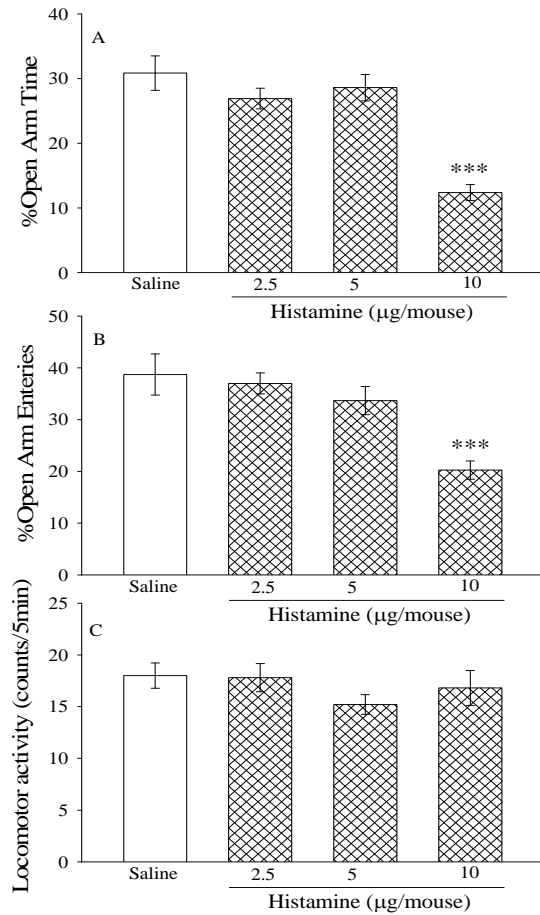 A
%Open Arm Time
40
30
20
10
0
***
Saline
2.5 5 10
Histamine (μg/mouse)
B
%Open Arm Enteries
50
40
30
20
10
0
***
Saline
2.5 5 10
Histamine (μg/mouse)
C
Locomotor activity (counts/5min)
25
20
15
10
5
0
Saline
2.5 5 10
Histamine (μg/mouse)